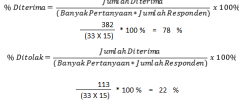 % Diterima = Jumlah Diterima / (Banyak Pertanyaan * Jumlah Responden) x 100%
382 / (33 X 15) * 100 % = 78 %
% Ditolak = Jumlah Diterima / (Banyak Pertanyaan * Jumlah Responden) x 100%
113 / (33 X 15) * 100 % = 22 %